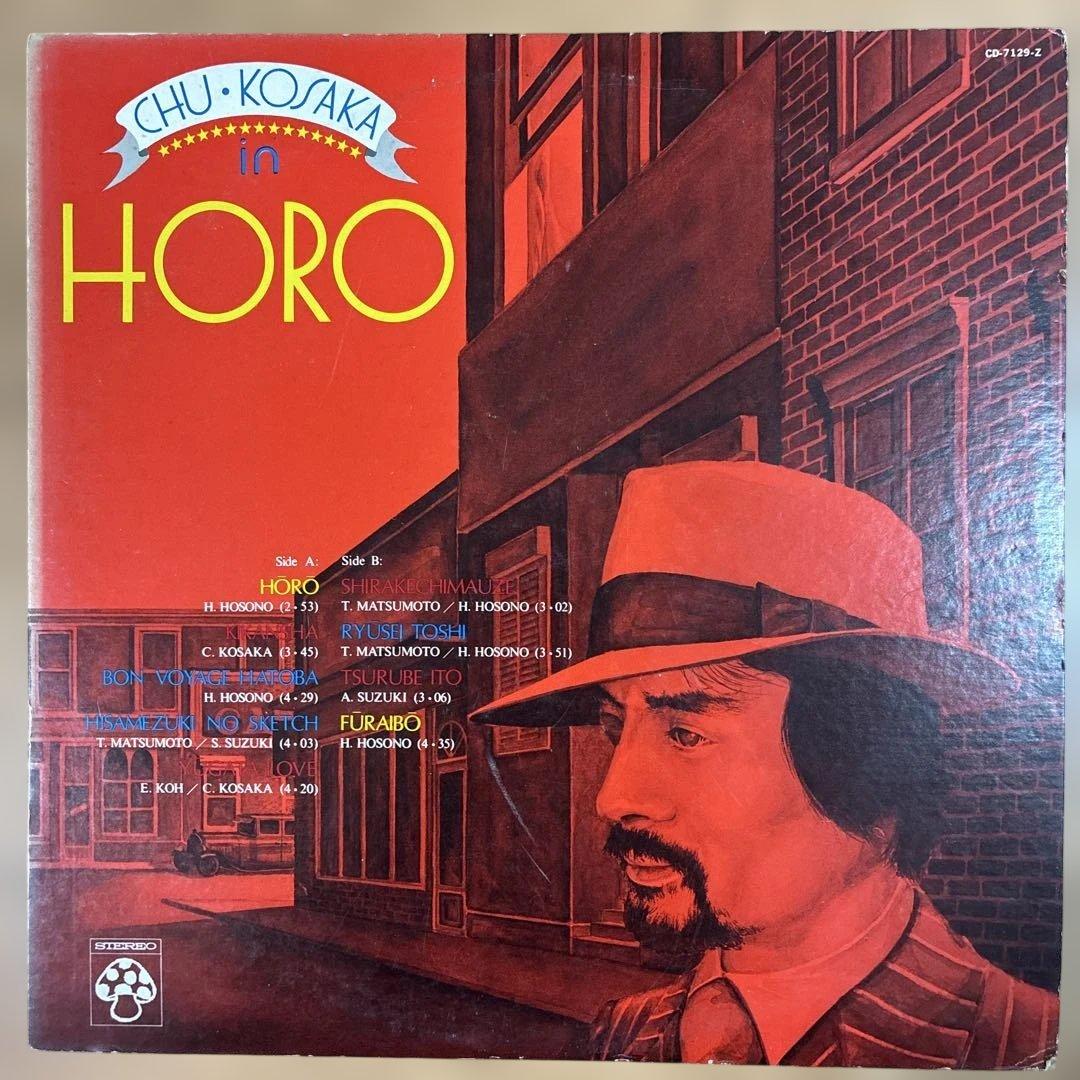 CD-7129-Z
CHU・KOSAKA
in
HORO
Side A:
HŌRŌ
H. HOSONO (2・53)
C. KOSAKA (3・45)
BON VOYAGE HATOBA
H. HOSONO (4・29)
HISAMEZUKI NO SKETCH
T. MATSUMOTO / S. SUZUKI (4・03)
LOVE
E. KOH / C. KOSAKA (4・20)
Side B:
SHIRAKECHIMAUZE
T. MATSUMOTO / H. HOSONO (3・02)
RYŪSEI TOSHI
T. MATSUMOTO / H. HOSONO (3・51)
TSURUBE ITO
A. SUZUKI (3・06)
FŪRAIBŌ
H. HOSONO (4・35)
STEREO